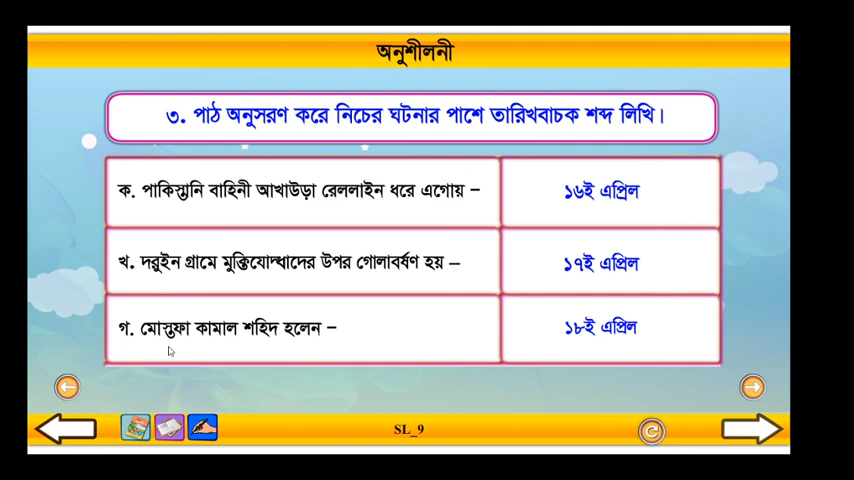 অনুশীলনী
৩. পাঠ অনুসরণ করে নিচের ঘটনার পাশে তারিখবাচক শব্দ লিখি।
ক. পাকিস্তানি বাহিনী আখাউড়া রেললাইন ধরে এগোয় – ১৬ই এপ্রিল
খ. দরুইন গ্রামে মুক্তিযোদ্ধাদের উপর গোলাবর্ষণ হয় – ১৭ই এপ্রিল
গ. মোস্তফা কামাল শহিদ হলেন – ১৮ই এপ্রিল
SL_9